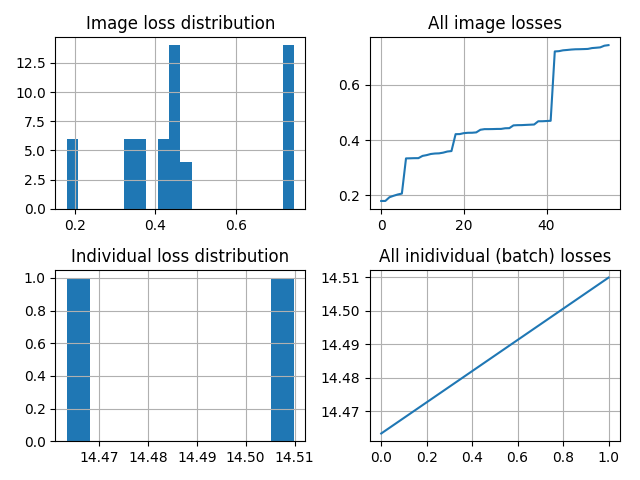 Image loss distribution
All image losses
12.5
10.0
7.5
5.0
2.5
0.0
0.2 0.4 0.6
0.6
0.4
0.2
0 20 40
Individual loss distribution
All inidividual (batch) losses
1.0
0.8
0.6
0.4
0.2
0.0
14.47 14.48 14.49 14.50 14.51
14.51
14.50
14.49
14.48
14.47
0.0 0.2 0.4 0.6 0.8 1.0